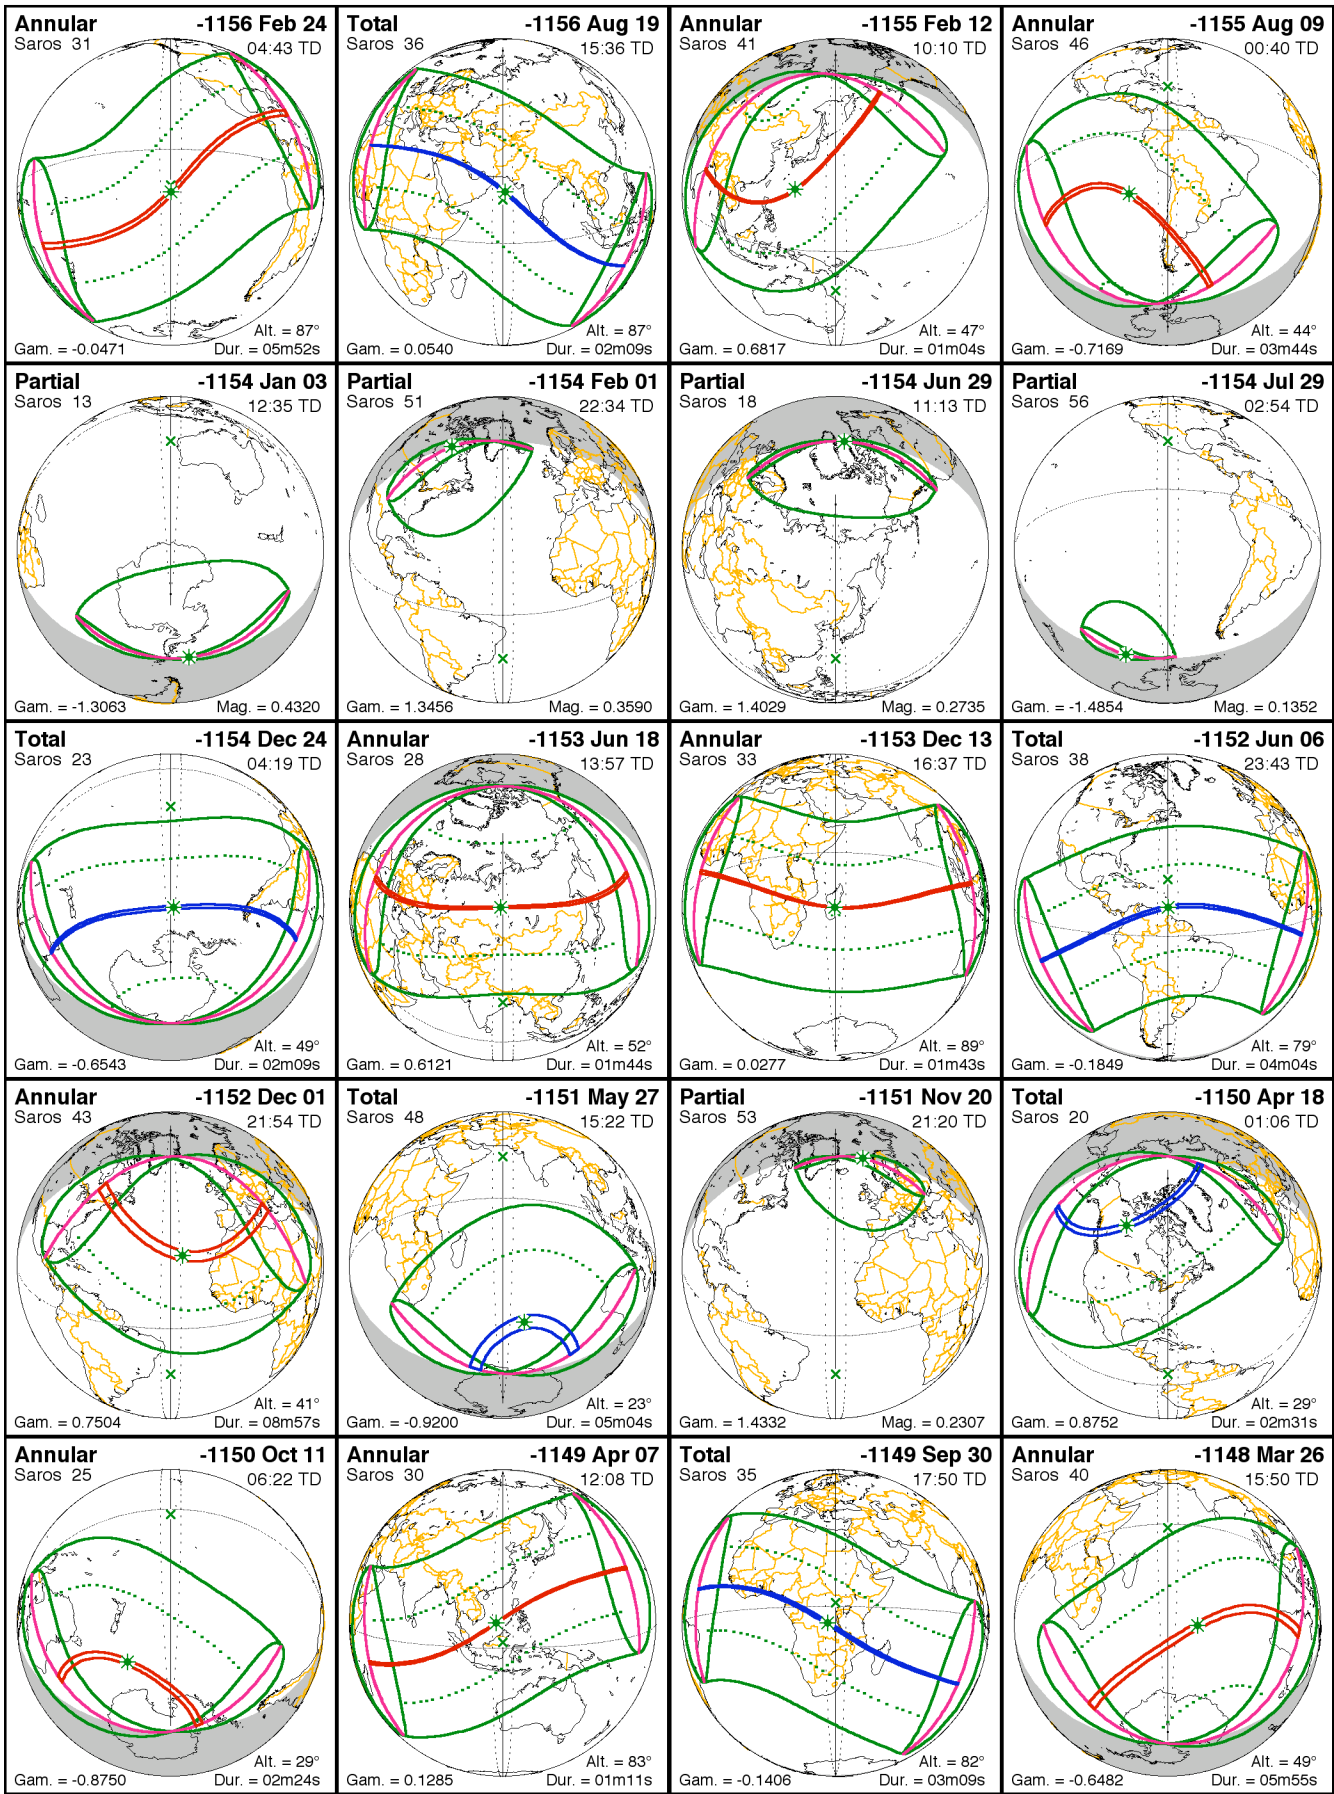 Annular -1156 Feb 24
Saros 31 04:43 TD
Alt. = 87°
Gam. = -0.0471 Dur. = 05m52s
Total -1156 Aug 19
Saros 36 15:36 TD
Alt. = 87°
Gam. = 0.0540 Dur. = 02m09s
Annular -1155 Feb 12
Saros 41 10:10 TD
Alt. = 47°
Gam. = 0.6817 Dur. = 01m04s
Annular -1155 Aug 09
Saros 46 00:40 TD
Alt. = 44°
Gam. = -0.7169 Dur. = 03m44s
Partial -1154 Jan 03
Saros 13 12:35 TD
Gam. = -1.3063 Mag. = 0.4320
Partial -1154 Feb 01
Saros 51 22:34 TD
Gam. = 1.3456 Mag. = 0.3590
Partial -1154 Jun 29
Saros 18 11:13 TD
Gam. = 1.4029 Mag. = 0.2735
Partial -1154 Jul 29
Saros 56 02:54 TD
Gam. = -1.4854 Mag. = 0.1352
Total -1154 Dec 24
Saros 23 04:19 TD
Alt. = 49°
Gam. = -0.6543 Dur. = 02m09s
Annular -1153 Jun 18
Saros 28 13:57 TD
Alt. = 52°
Gam. = 0.6121 Dur. = 01m44s
Annular -1153 Dec 13
Saros 33 16:37 TD
Alt. = 89°
Gam. = 0.0277 Dur. = 01m43s
Total -1152 Jun 06
Saros 38 23:43 TD
Alt. = 79°
Gam. = -0.1849 Dur. = 04m04s
Annular -1152 Dec 01
Saros 43 21:54 TD
Alt. = 41°
Gam. = 0.7504 Dur. = 08m57s
Total -1151 May 27
Saros 48 15:22 TD
Alt. = 23°
Gam. = -0.9200 Dur. = 05m04s
Partial -1151 Nov 20
Saros 53 21:20 TD
Gam. = 1.4332 Mag. = 0.2307
Total -1150 Apr 18
Saros 20 01:06 TD
Alt. = 29°
Gam. = 0.8752 Dur. = 02m31s
Annular -1150 Oct 11
Saros 25 06:22 TD
Alt. = 29°
Gam. = -0.8750 Dur. = 02m24s
Annular -1149 Apr 07
Saros 30 12:08 TD
Alt. = 83°
Gam. = 0.1285 Dur. = 01m11s
Total -1149 Sep 30
Saros 35 17:50 TD
Alt. = 82°
Gam. = -0.1406 Dur. = 03m09s
Annular -1148 Mar 26
Saros 40 15:50 TD
Alt. = 49°
Gam. = -0.6482 Dur. = 05m55s